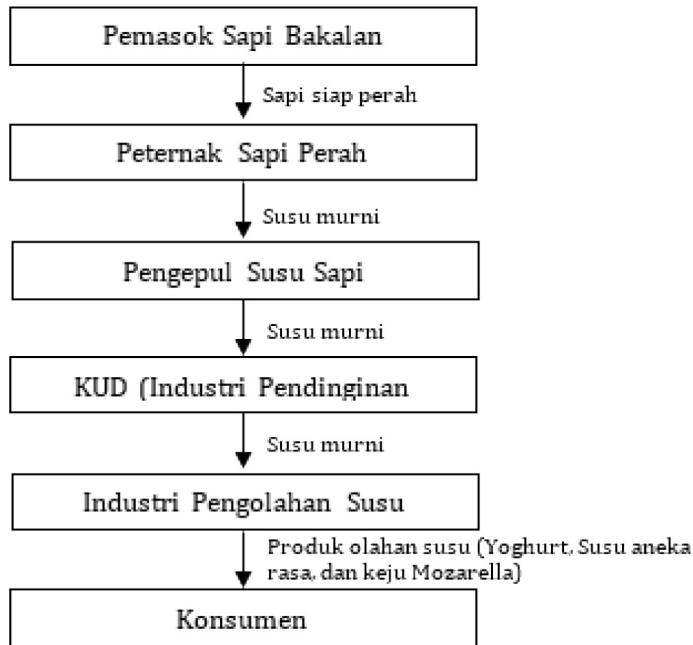 Pemasok Sapi Bakalan
Sapi siap perah
Peternak Sapi Perah
Susu murni
Pengepul Susu Sapi
Susu murni
KUD (Industri Pendinginan
Susu murni
Industri Pengolahan Susu
Produk olahan susu (Yoghurt, Susu aneka
rasa, dan keju Mozarella)
Konsumen